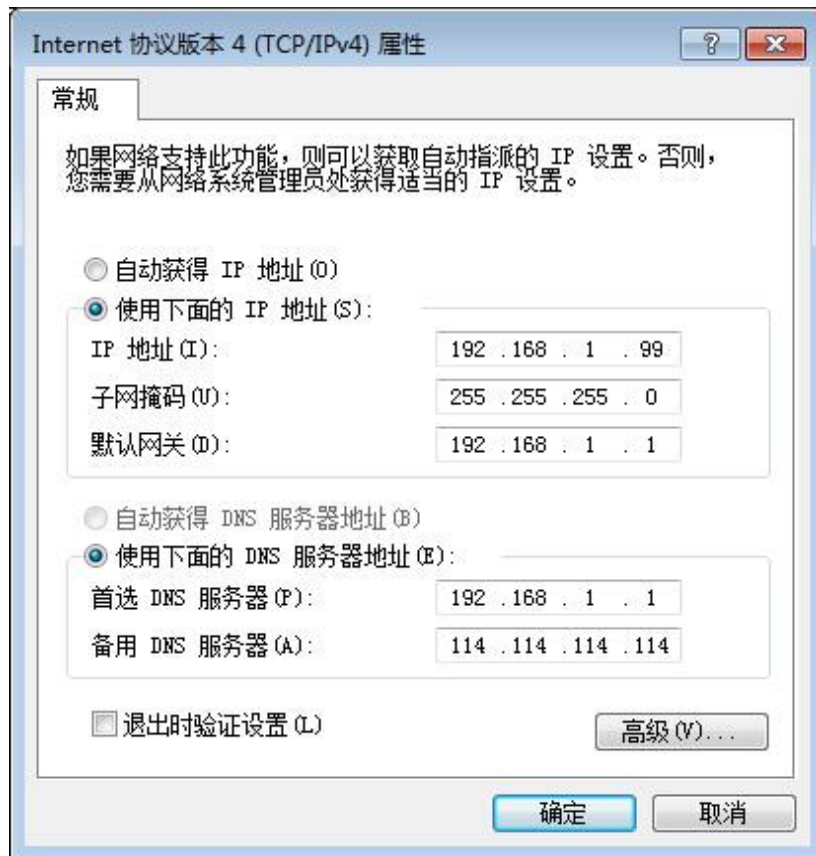 Internet 协议版本 4 (TCP/IPv4) 属性
常规
如果网络支持此功能，则可以获取自动指派的 IP 设置。否则，
您需要从网络系统管理员处获得适当的 IP 设置。
自动获得 IP 地址(O)
使用下面的 IP 地址(S):
IP 地址(I): 192 .168 . 1 . 99
子网掩码(U): 255 .255 .255 . 0
默认网关(D): 192 .168 . 1 . 1
自动获得 DNS 服务器地址(B)
使用下面的 DNS 服务器地址(E):
首选 DNS 服务器(P): 192 .168 . 1 . 1
备用 DNS 服务器(A): 114 .114 .114 .114
退出时验证设置(L)
高级(V)...
确定 取消